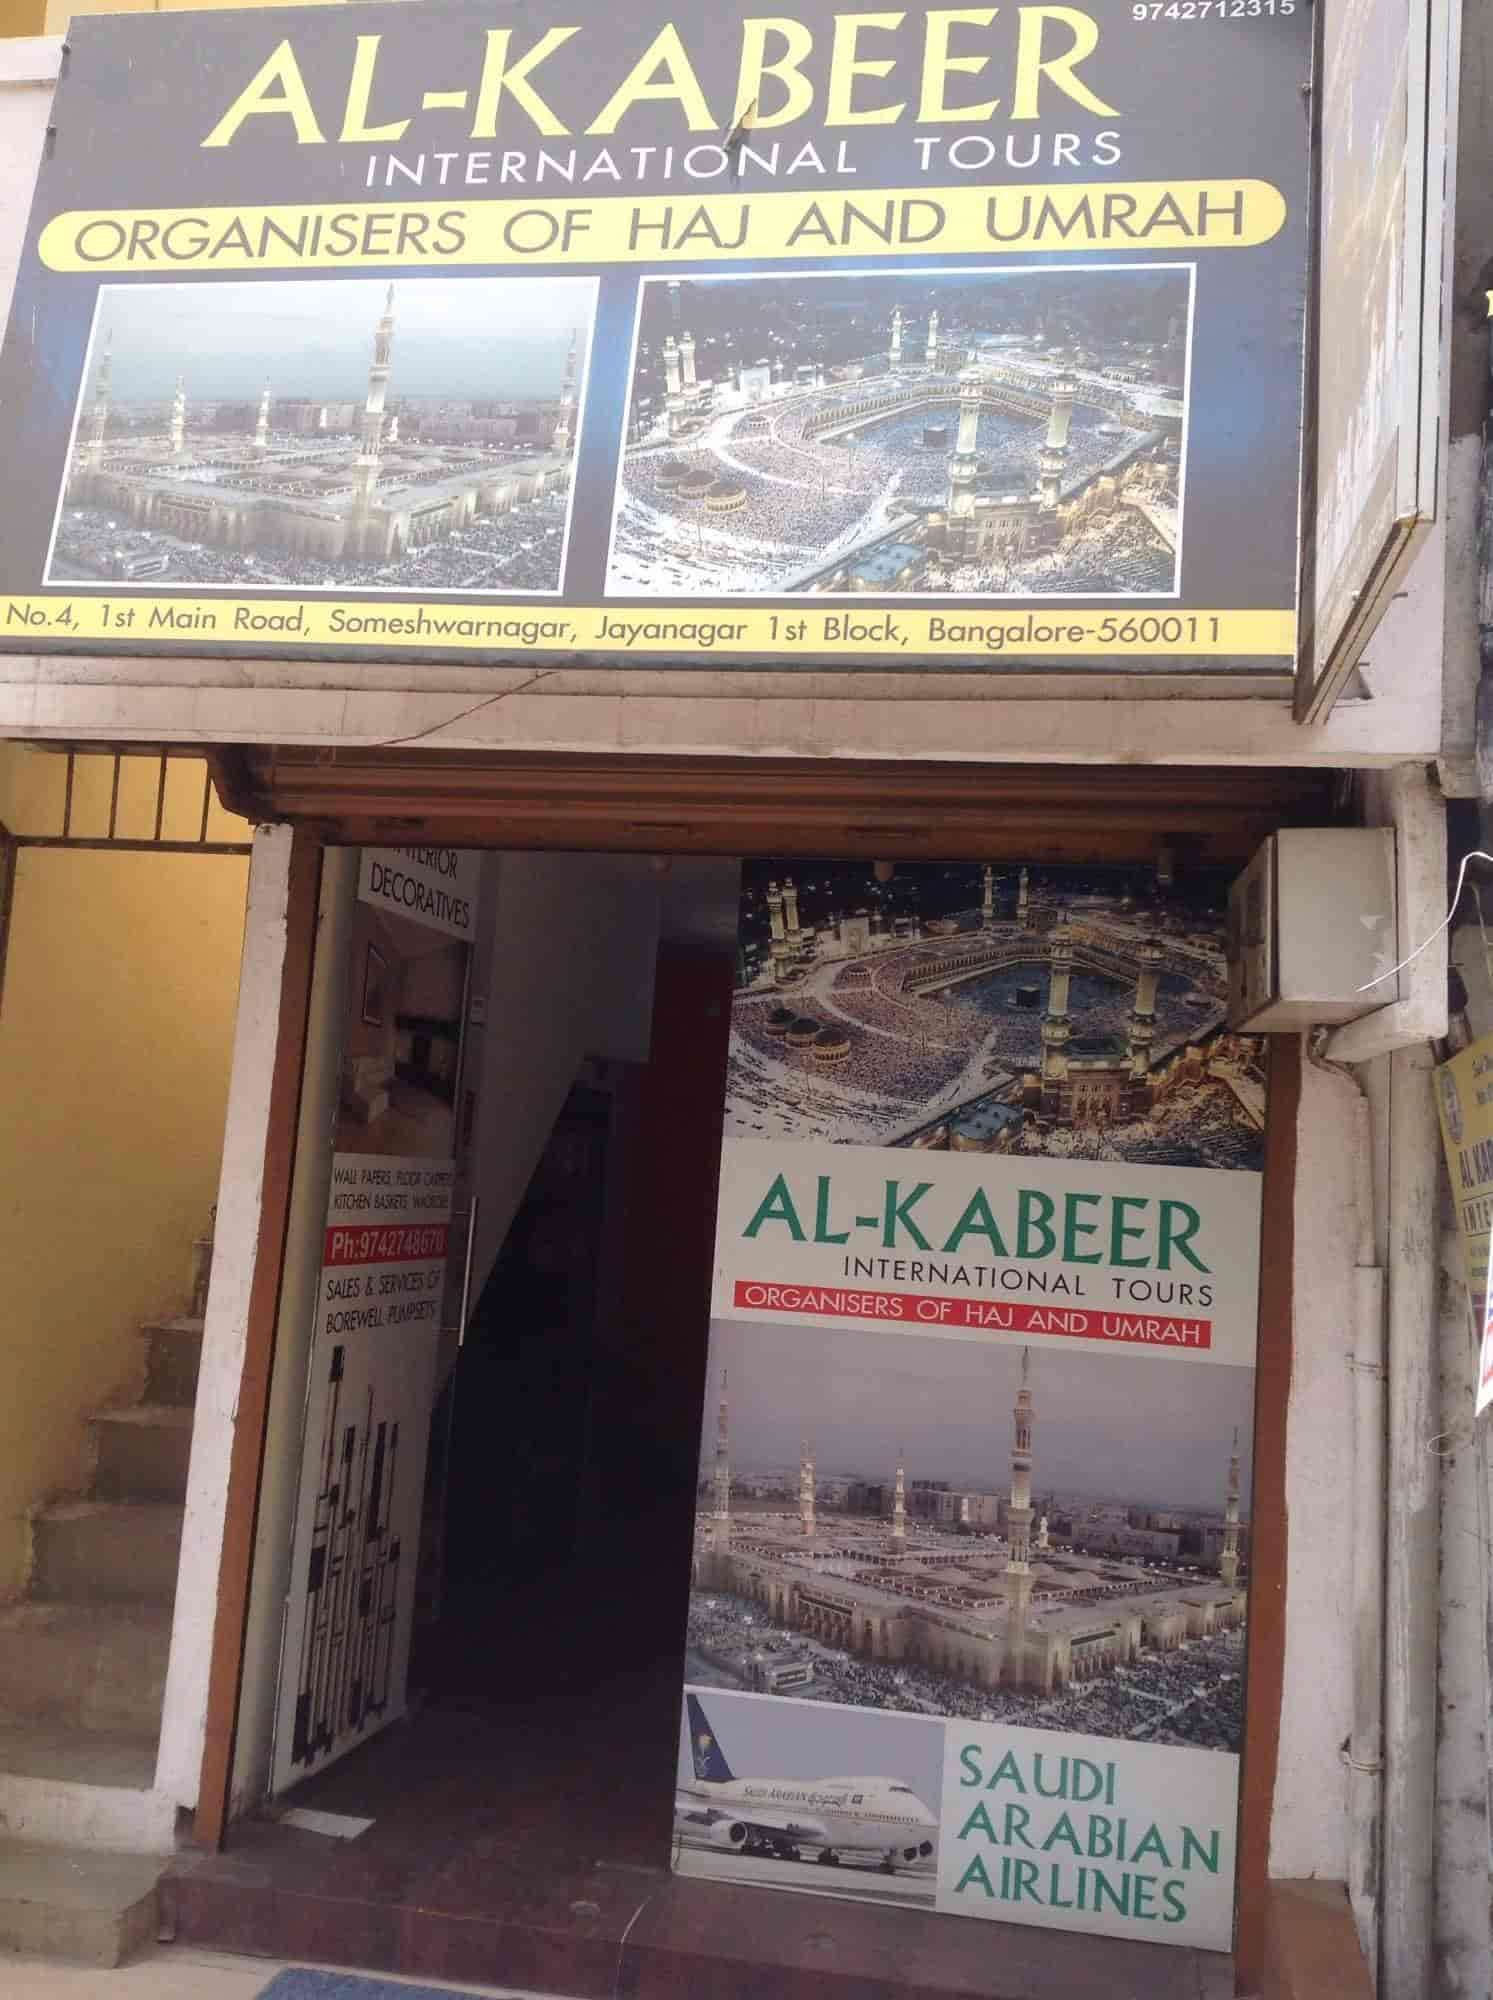 9742712315
AL-KABEER
INTERNATIONAL TOURS
ORGANISERS OF HAJ AND UMRAH
No.4, 1st Main Road, Someshwarnagar, Jayanagar 1st Block, Bangalore-560011
DECORATIVES
WALL PAPERS, FLOOR
KITCHEN BASKETS,
Ph:9742748670
SALES & SERVICES OF
BOREWELL PUMPSETS
AL-KABEER
INTERNATIONAL TOURS
ORGANISERS OF HAJ AND UMRAH
SAUDI ARABIAN السعودية
SAUDI
ARABIAN
AIRLINES